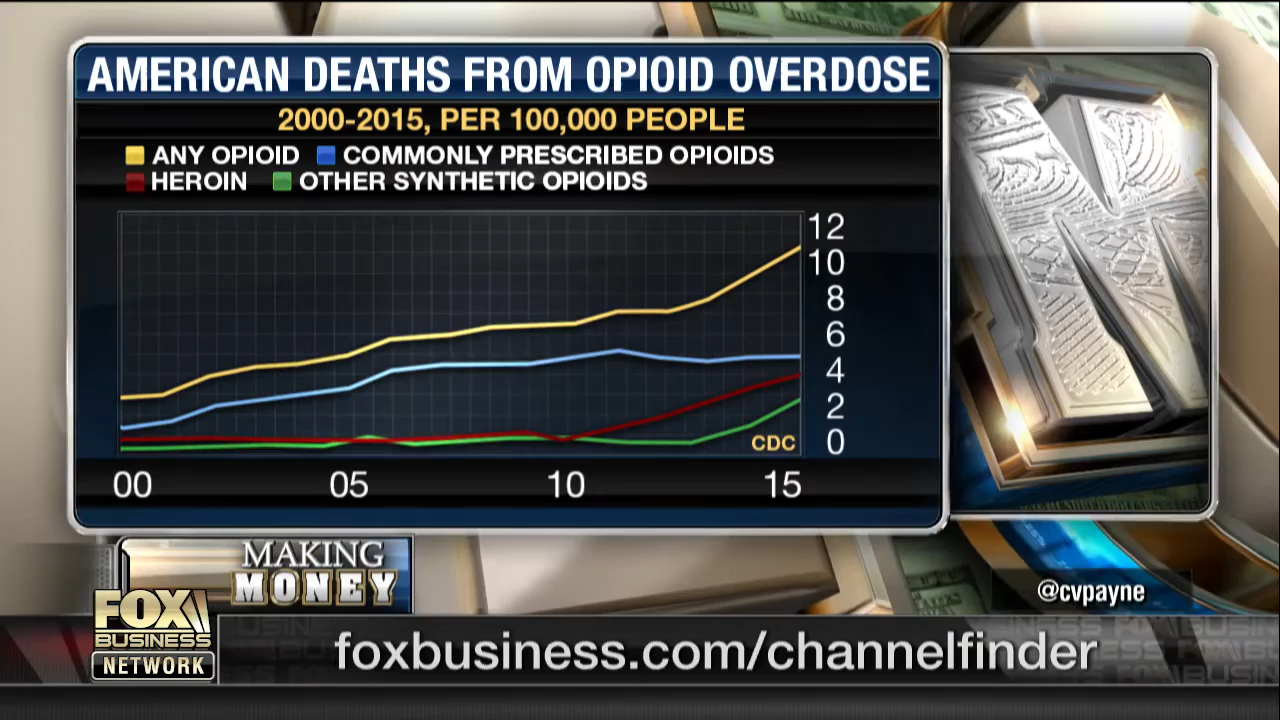 AMERICAN DEATHS FROM OPIOID OVERDOSE
2000-2015, PER 100,000 PEOPLE
ANY OPIOID COMMONLY PRESCRIBED OPIOIDS
HEROIN OTHER SYNTHETIC OPIOIDS
12
10
8
6
4
2
CDC
0
00 05 10 15
MAKING
MONEY
@cvpayne
FOX
BUSINESS
NETWORK
foxbusiness.com/channelfinder